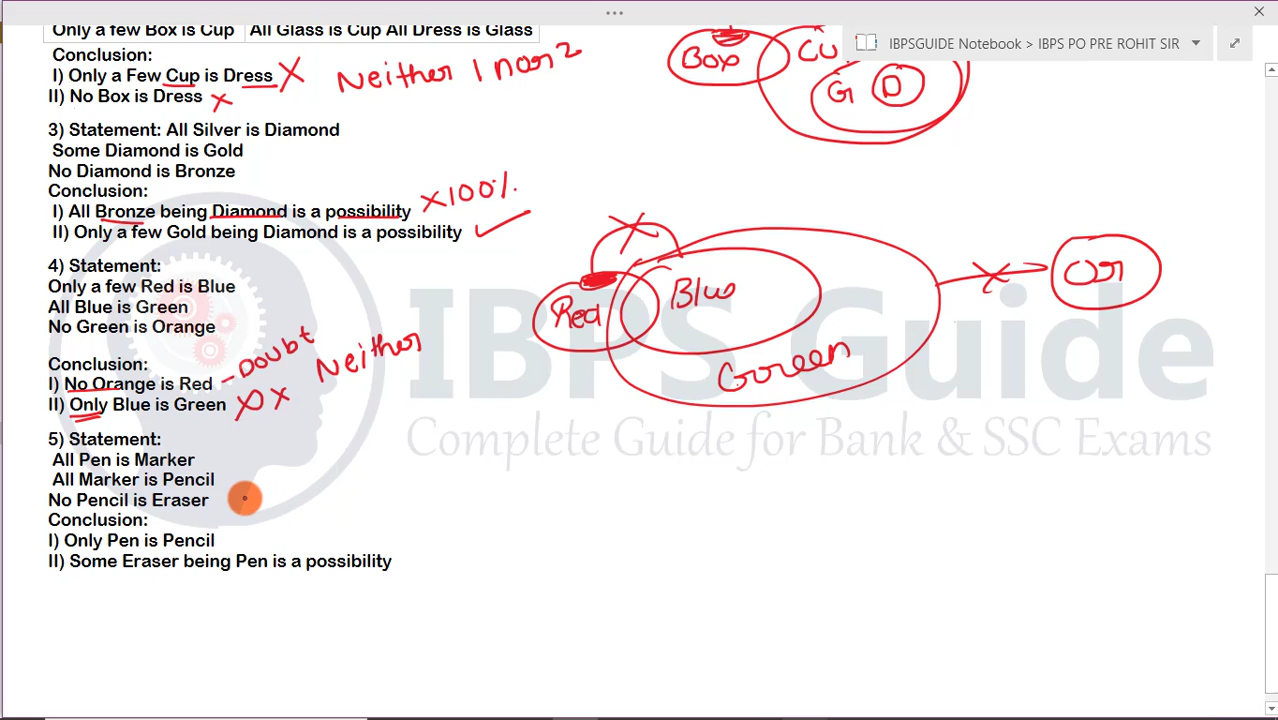 Only a few Box is Cup All Glass is Cup All Dress is Glass
Conclusion:
I) Only a Few Cup is Dress X Neither 1 nor 2
II) No Box is Dress x
3) Statement: All Silver is Diamond
Some Diamond is Gold
No Diamond is Bronze
Conclusion:
I) All Bronze being Diamond is a possibility X 100%
II) Only a few Gold being Diamond is a possibility ✓
4) Statement:
Only a few Red is Blue
All Blue is Green
No Green is Orange
Conclusion:
I) No Orange is Red - Doubt Neither
II) Only Blue is Green XX
5) Statement:
All Pen is Marker
All Marker is Pencil
No Pencil is Eraser
Conclusion:
I) Only Pen is Pencil
II) Some Eraser being Pen is a possibility
IBPSGUIDE Notebook > IBPS PO PRE ROHIT SIR
Box Cu
G D
Red Blue Green Or
IBPS Guide
Complete Guide for Bank & SSC Exams